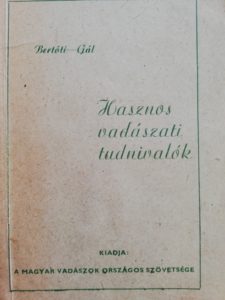 Bertóti-Gál
Hasznos
vadászati
tudnivalók
KIADJA:
A MAGYAR VADÁSZOK ORSZÁGOS SZÖVETSÉGE